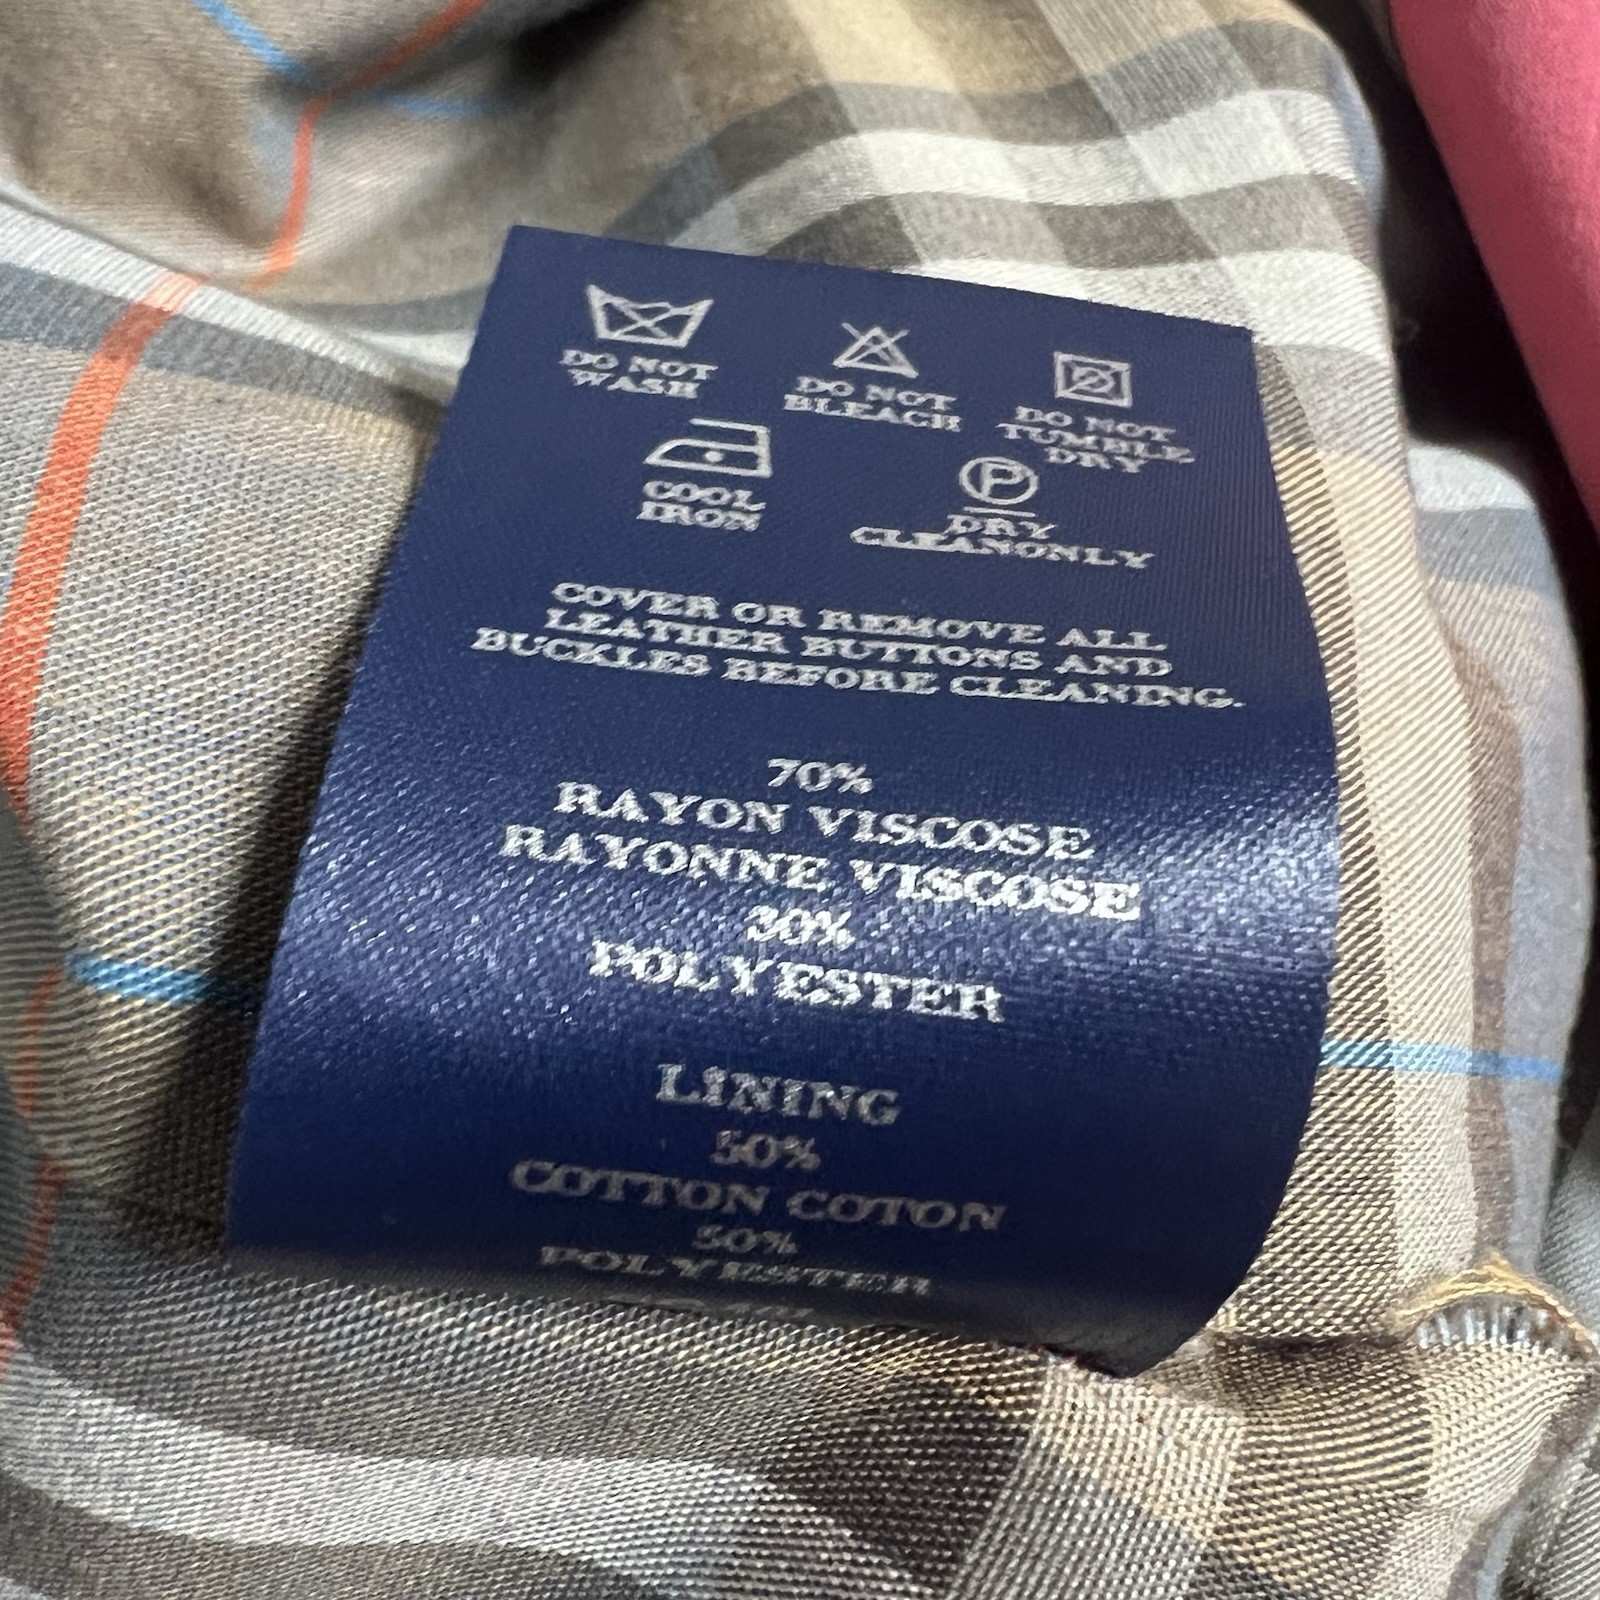 DO NOT
WASH
DO NOT
BLEACH
DO NOT
TUMBLE
DRY
COOL
IRON
P
DRY
CLEANONLY
COVER OR REMOVE ALL
LEATHER BUTTONS AND
BUCKLES BEFORE CLEANING.
70%
RAYON VISCOSE
RAYONNE VISCOSE
30%
POLYESTER
LINING
50%
COTTON COTON
50%
POLYESTER